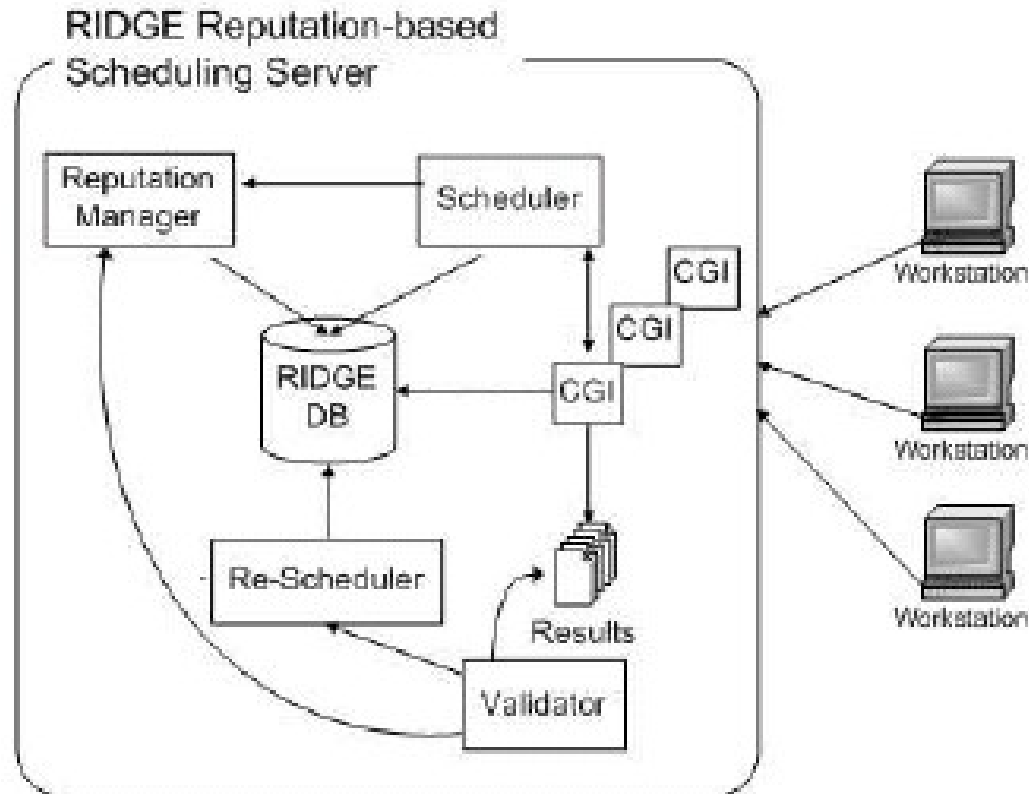 RIDGE Reputation-based
Scheduling Server
Reputation
Manager
Scheduler
CGI
CGI
CGI
RIDGE
DB
Re-Scheduler
Results
Validator
Workstation
Workstation
Workstation